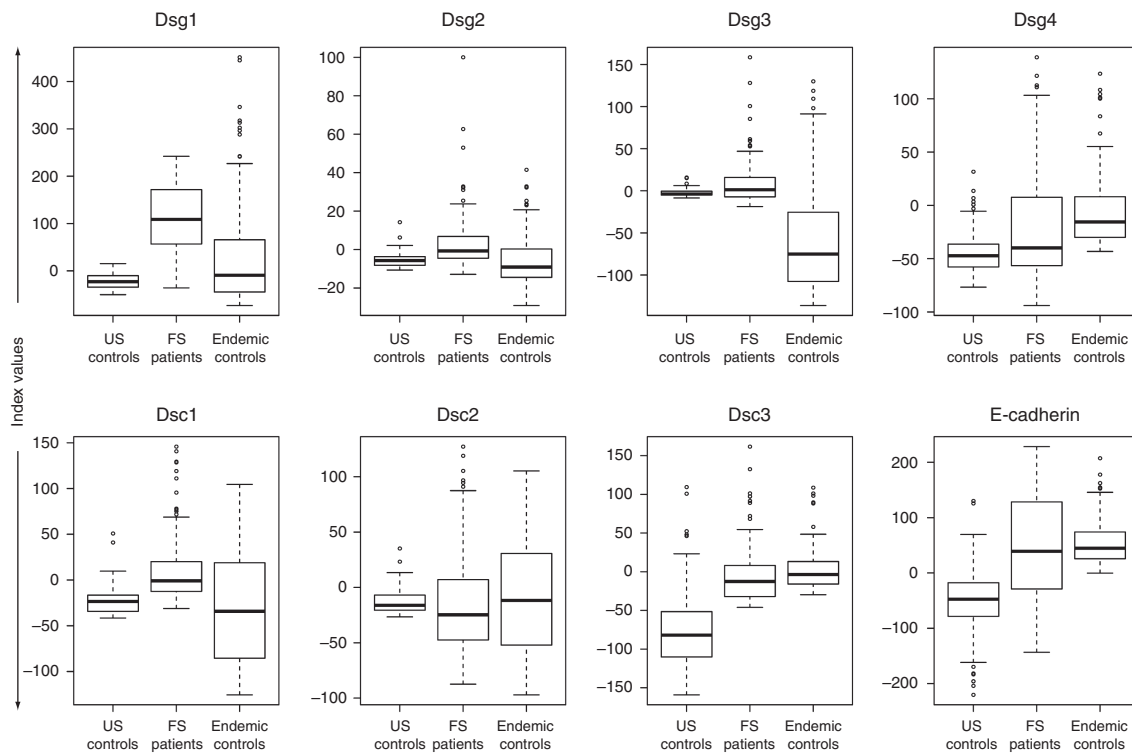 Dsg1 Dsg2 Dsg3 Dsg4
400
300
200
100
0
US controls
FS patients
Endemic controls
100
80
60
40
20
0
−20
US controls
FS patients
Endemic controls
150
100
50
0
−50
−100
US controls
FS patients
Endemic controls
100
50
0
−50
−100
US controls
FS patients
Endemic controls
Index values
Dsc1 Dsc2 Dsc3 E-cadherin
150
100
50
0
−50
−100
US controls
FS patients
Endemic controls
100
50
0
−50
−100
US controls
FS patients
Endemic controls
150
100
50
0
−50
−100
−150
US controls
FS patients
Endemic controls
200
100
0
−100
−200
US controls
FS patients
Endemic controls